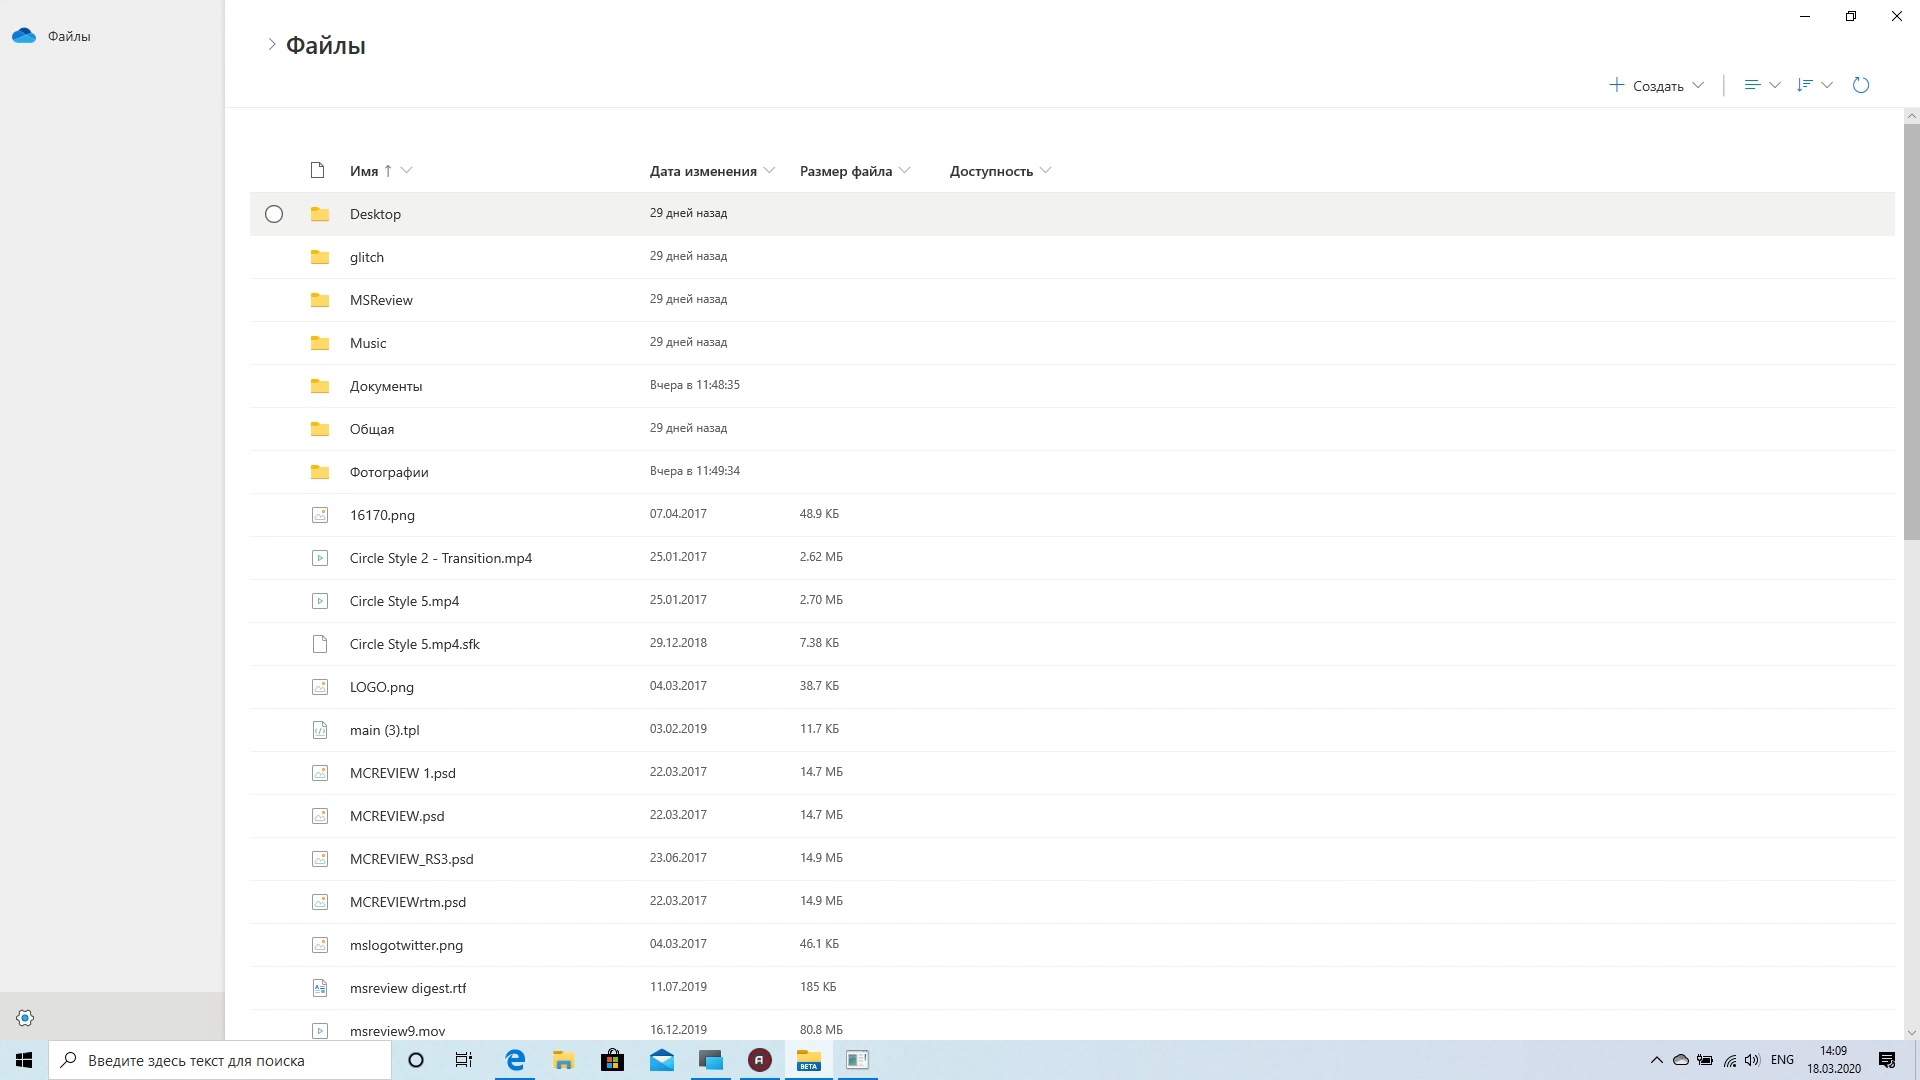 Файлы
Файлы
Создать
Имя Дата изменения Размер файла Доступность
Desktop 29 дней назад
glitch 29 дней назад
MSReview 29 дней назад
Music 29 дней назад
Документы Вчера в 11:48:35
Общая 29 дней назад
Фотографии Вчера в 11:49:34
16170.png 07.04.2017 48.9 КБ
Circle Style 2 - Transition.mp4 25.01.2017 2.62 МБ
Circle Style 5.mp4 25.01.2017 2.70 МБ
Circle Style 5.mp4.sfk 29.12.2018 7.38 КБ
LOGO.png 04.03.2017 38.7 КБ
main (3).tpl 03.02.2019 11.7 КБ
MCREVIEW 1.psd 22.03.2017 14.7 МБ
MCREVIEW.psd 22.03.2017 14.7 МБ
MCREVIEW_RS3.psd 23.06.2017 14.9 МБ
MCREVIEWrtm.psd 22.03.2017 14.9 МБ
mslogotwitter.png 04.03.2017 46.1 КБ
msreview digest.rtf 11.07.2019 185 КБ
msreview9.mov 16.12.2019 80.8 МБ
Введите здесь текст для поиска
BETA
ENG
14:09
18.03.2020